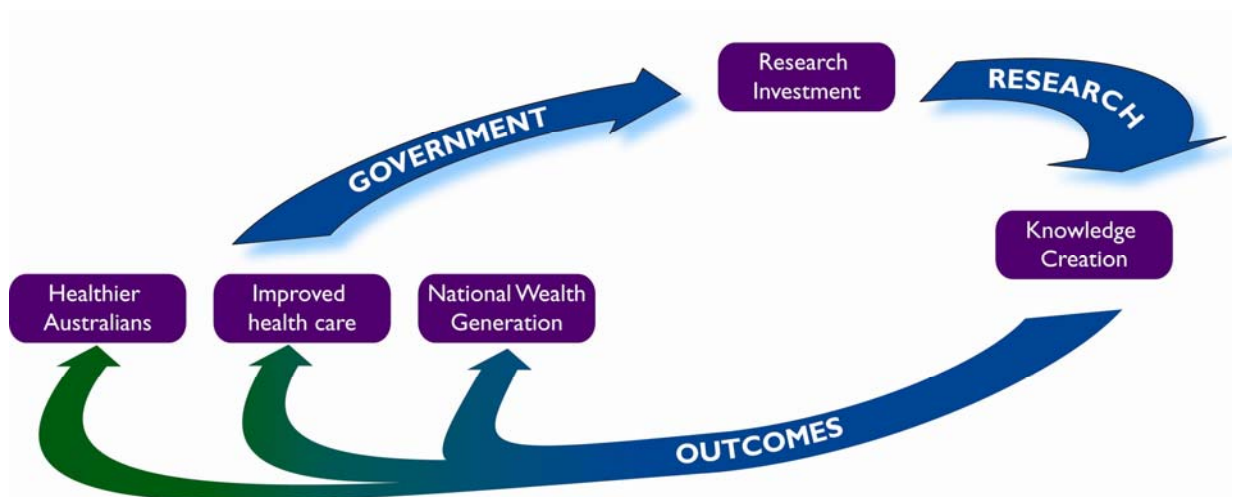 Research
Investment
RESEARCH
GOVERNMENT
Knowledge
Creation
Healthier
Australians
Improved
health care
National Wealth
Generation
OUTCOMES